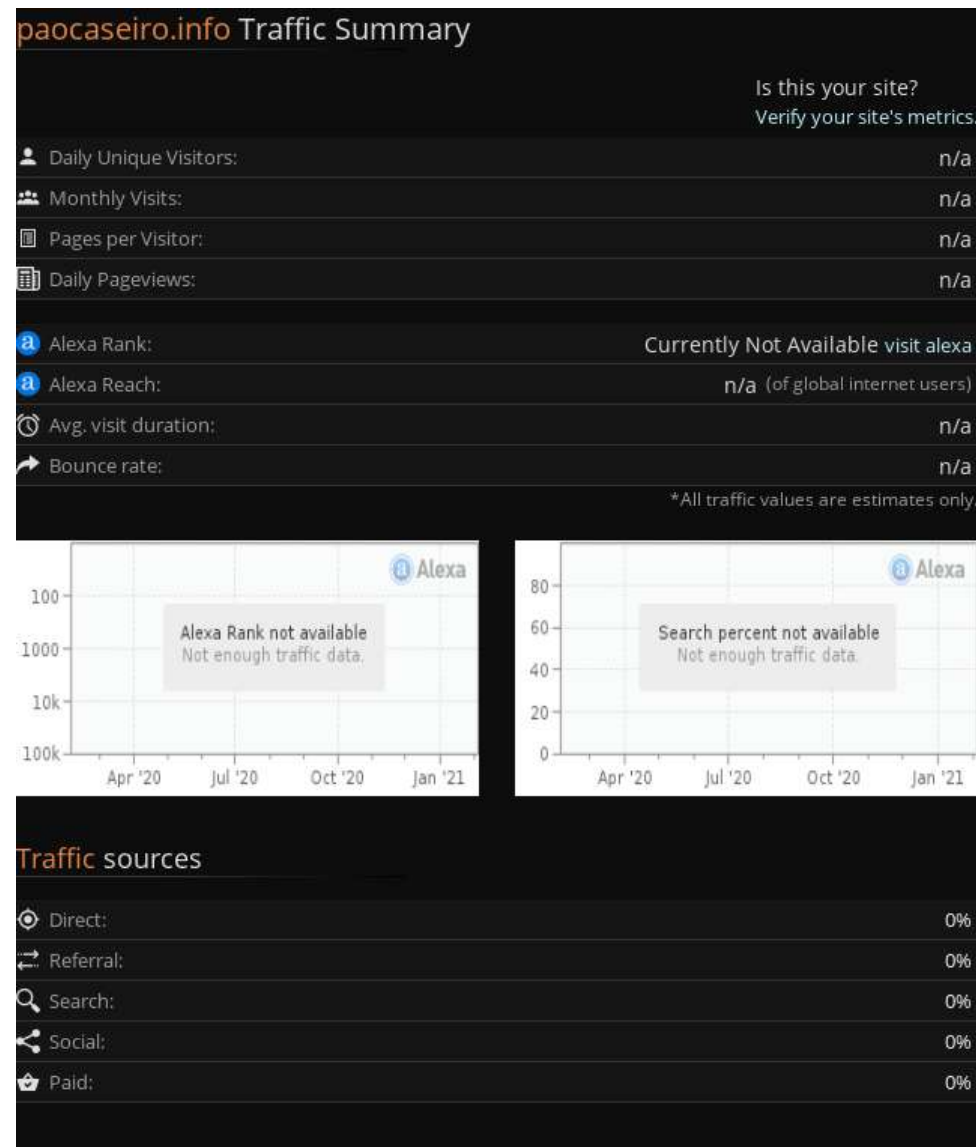 paocaseiro.info Traffic Summary
Is this your site?
Verify your site's metrics.
Daily Unique Visitors: n/a
Monthly Visits: n/a
Pages per Visitor: n/a
Daily Pageviews: n/a
a Alexa Rank: Currently Not Available visit alexa
a Alexa Reach: n/a (of global internet users)
Avg. visit duration: n/a
Bounce rate: n/a
*All traffic values are estimates only.
a Alexa
100
1000
10k
100k
Alexa Rank not available
Not enough traffic data.
Apr '20 Jul '20 Oct '20 Jan '21
a Alexa
80
60
40
20
0
Search percent not available
Not enough traffic data.
Apr '20 Jul '20 Oct '20 Jan '21
Traffic sources
Direct: 0%
Referral: 0%
Search: 0%
Social: 0%
Paid: 0%